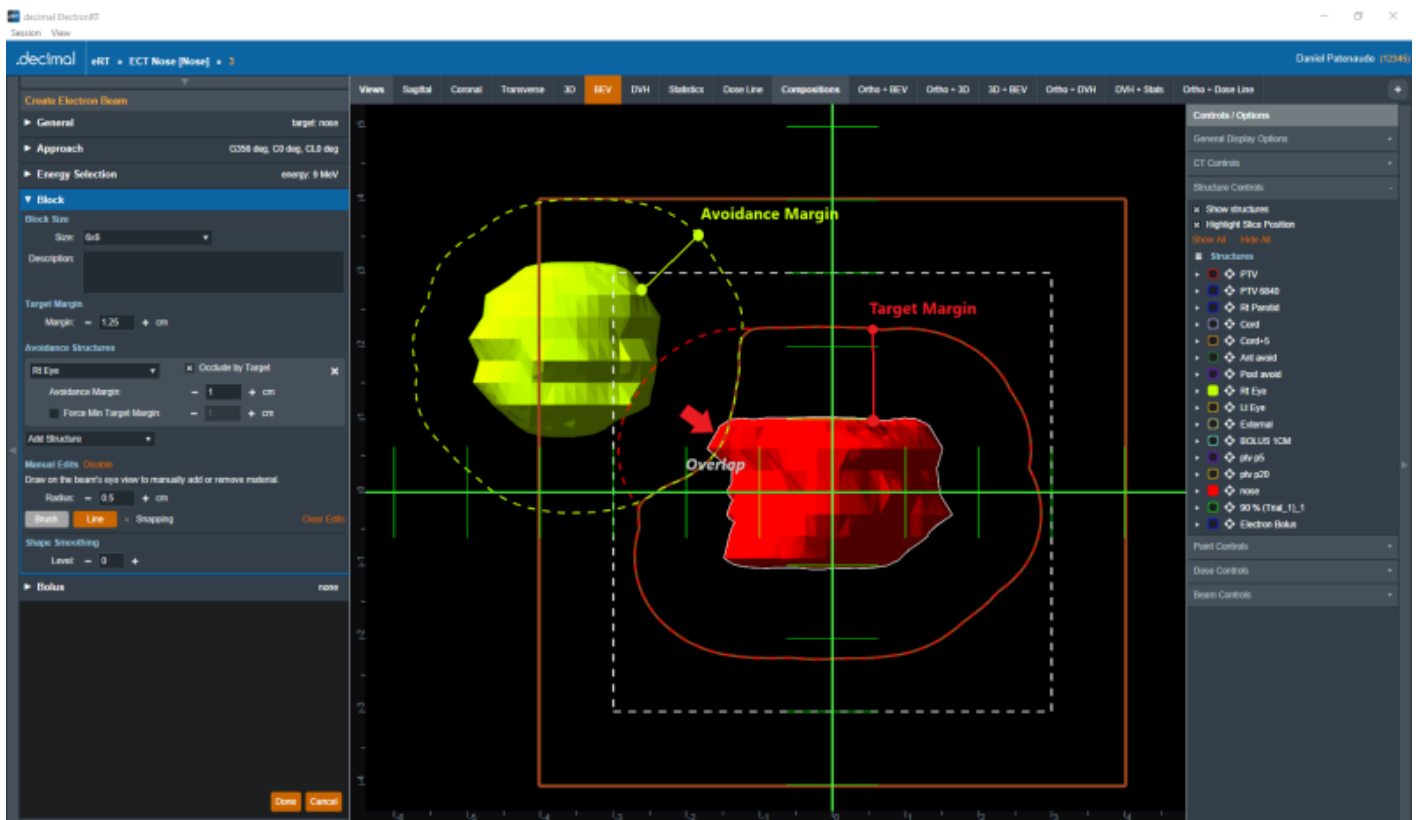 decimal ElectronRT
Session View
.decimal eRT » ECT Nose [Nose] » 3 Daniel Patenaude (12345)
Create Electron Beam
General target: nose
Approach G356 deg, C0 deg, CL0 deg
Energy Selection energy: 9 MeV
Block
Block Size
Size: 6x6
Description:
Target Margin
Margin: − 1.25 + cm
Avoidance Structures
Rt Eye Occlude by Target
Avoidance Margin: − 1 + cm
Force Min Target Margin: − 1 + cm
Add Structure
Manual Edits Disable
Draw on the beam's eye view to manually add or remove material.
Radius: − 0.5 + cm
Brush Line Snapping Clear Edits
Shape Smoothing
Level: − 0 +
Bolus none
Done Cancel
Views Sagittal Coronal Transverse 3D BEV DVH Statistics Dose Line Compositions Ortho + BEV Ortho + 3D 3D + BEV Ortho + DVH DVH + Stats Ortho + Dose Line +
Avoidance Margin
Target Margin
Overlap
Controls / Options
General Display Options +
CT Controls +
Structure Controls -
Show structures
Highlight Slice Position
Show All Hide All
Structures
PTV
PTV 6840
Rt Parotid
Cord
Cord+5
Ant avoid
Post avoid
Rt Eye
Lt Eye
External
BOLUS 1CM
ptv p5
ptv p20
nose
90 % (Trial_1)_1
Electron Bolus
Point Controls +
Dose Controls +
Beam Controls +